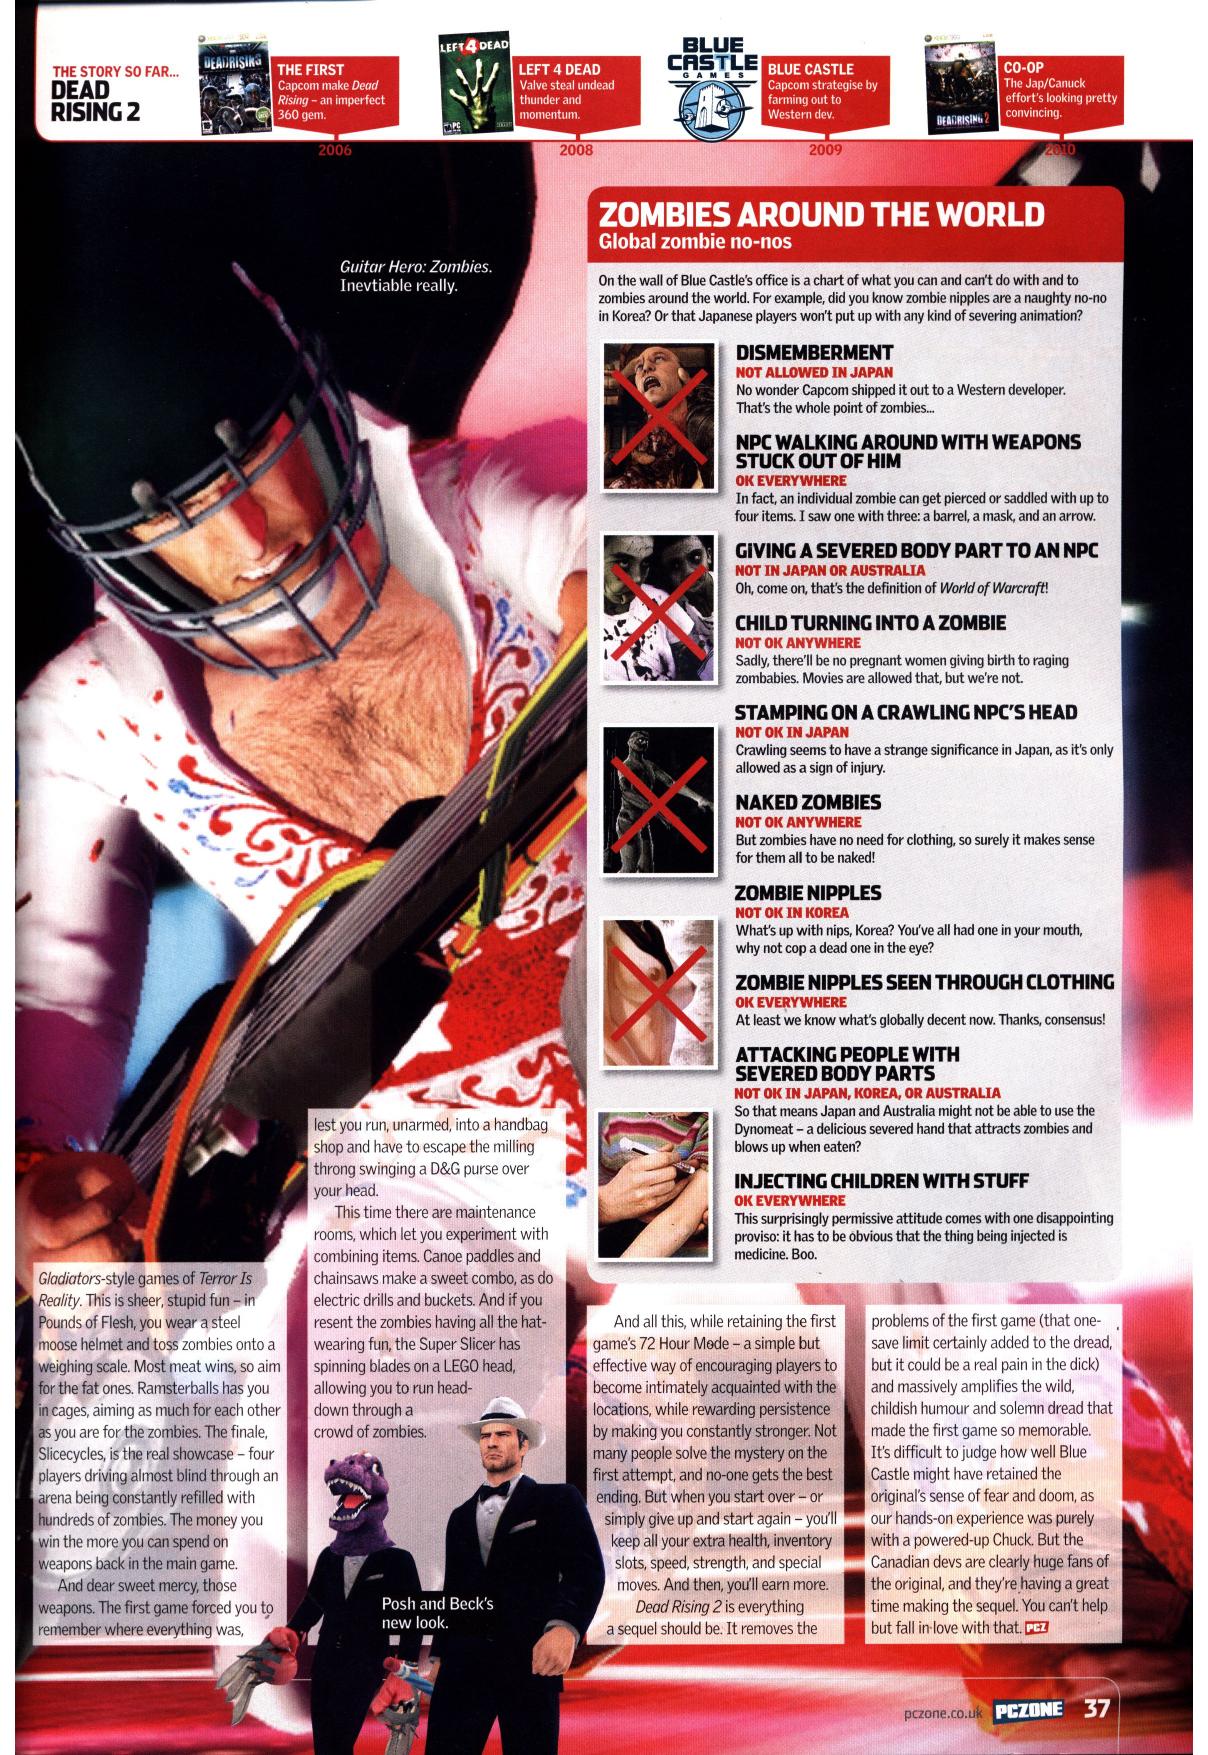 THE STORY SO FAR...
DEAD
RISING 2
DEADRISING
THE FIRST
Capcom make Dead
Rising – an imperfect
360 gem.
2006
LEFT 4 DEAD
PC
LEFT 4 DEAD
Valve steal undead
thunder and
momentum.
2008
BLUE
CASTLE
GAMES
BLUE CASTLE
Capcom strategise by
farming out to
Western dev.
2009
DEADRISING 2
CO-OP
The Jap/Canuck
effort's looking pretty
convincing.
2010
Guitar Hero: Zombies.
Inevtiable really.
ZOMBIES AROUND THE WORLD
Global zombie no-nos
On the wall of Blue Castle's office is a chart of what you can and can't do with and to
zombies around the world. For example, did you know zombie nipples are a naughty no-no
in Korea? Or that Japanese players won't put up with any kind of severing animation?
DISMEMBERMENT
NOT ALLOWED IN JAPAN
No wonder Capcom shipped it out to a Western developer.
That's the whole point of zombies...
NPC WALKING AROUND WITH WEAPONS
STUCK OUT OF HIM
OK EVERYWHERE
In fact, an individual zombie can get pierced or saddled with up to
four items. I saw one with three: a barrel, a mask, and an arrow.
GIVING A SEVERED BODY PART TO AN NPC
NOT IN JAPAN OR AUSTRALIA
Oh, come on, that's the definition of World of Warcraft!
CHILD TURNING INTO A ZOMBIE
NOT OK ANYWHERE
Sadly, there'll be no pregnant women giving birth to raging
zombabies. Movies are allowed that, but we're not.
STAMPING ON A CRAWLING NPC'S HEAD
NOT OK IN JAPAN
Crawling seems to have a strange significance in Japan, as it's only
allowed as a sign of injury.
NAKED ZOMBIES
NOT OK ANYWHERE
But zombies have no need for clothing, so surely it makes sense
for them all to be naked!
ZOMBIE NIPPLES
NOT OK IN KOREA
What's up with nips, Korea? You've all had one in your mouth,
why not cop a dead one in the eye?
ZOMBIE NIPPLES SEEN THROUGH CLOTHING
OK EVERYWHERE
At least we know what's globally decent now. Thanks, consensus!
ATTACKING PEOPLE WITH
SEVERED BODY PARTS
NOT OK IN JAPAN, KOREA, OR AUSTRALIA
So that means Japan and Australia might not be able to use the
Dynomeat – a delicious severed hand that attracts zombies and
blows up when eaten?
INJECTING CHILDREN WITH STUFF
OK EVERYWHERE
This surprisingly permissive attitude comes with one disappointing
proviso: it has to be obvious that the thing being injected is
medicine. Boo.
Gladiators-style games of Terror Is
Reality. This is sheer, stupid fun – in
Pounds of Flesh, you wear a steel
moose helmet and toss zombies onto a
weighing scale. Most meat wins, so aim
for the fat ones. Ramsterballs has you
in cages, aiming as much for each other
as you are for the zombies. The finale,
Slicecycles, is the real showcase – four
players driving almost blind through an
arena being constantly refilled with
hundreds of zombies. The money you
win the more you can spend on
weapons back in the main game.
And dear sweet mercy, those
weapons. The first game forced you to
remember where everything was,
lest you run, unarmed, into a handbag
shop and have to escape the milling
throng swinging a D&G purse over
your head.
This time there are maintenance
rooms, which let you experiment with
combining items. Canoe paddles and
chainsaws make a sweet combo, as do
electric drills and buckets. And if you
resent the zombies having all the hat-
wearing fun, the Super Slicer has
spinning blades on a LEGO head,
allowing you to run head-
down through a
crowd of zombies.
Posh and Beck's
new look.
And all this, while retaining the first
game's 72 Hour Mode – a simple but
effective way of encouraging players to
become intimately acquainted with the
locations, while rewarding persistence
by making you constantly stronger. Not
many people solve the mystery on the
first attempt, and no-one gets the best
ending. But when you start over – or
simply give up and start again – you'll
keep all your extra health, inventory
slots, speed, strength, and special
moves. And then, you'll earn more.
Dead Rising 2 is everything
a sequel should be. It removes the
problems of the first game (that one-
save limit certainly added to the dread,
but it could be a real pain in the dick)
and massively amplifies the wild,
childish humour and solemn dread that
made the first game so memorable.
It's difficult to judge how well Blue
Castle might have retained the
original's sense of fear and doom, as
our hands-on experience was purely
with a powered-up Chuck. But the
Canadian devs are clearly huge fans of
the original, and they're having a great
time making the sequel. You can't help
but fall in love with that. PCZ
pczone.co.uk PCZONE 37